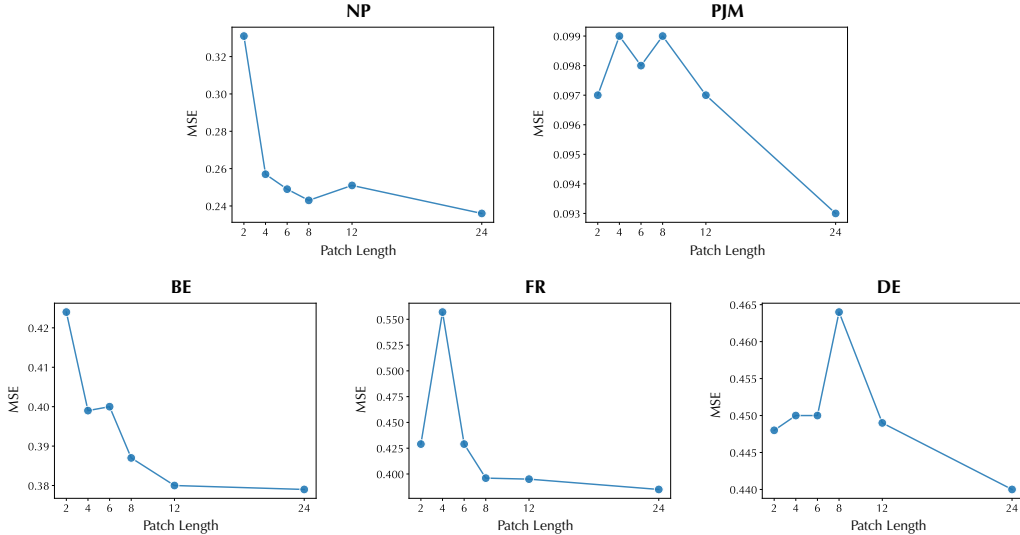 NP
MSE
0.32
0.30
0.28
0.26
0.24
2 4 6 8 12 24
Patch Length
PJM
MSE
0.099
0.098
0.097
0.096
0.095
0.094
0.093
2 4 6 8 12 24
Patch Length
BE
MSE
0.42
0.41
0.40
0.39
0.38
2 4 6 8 12 24
Patch Length
FR
MSE
0.550
0.525
0.500
0.475
0.450
0.425
0.400
2 4 6 8 12 24
Patch Length
DE
MSE
0.465
0.460
0.455
0.450
0.445
0.440
2 4 6 8 12 24
Patch Length